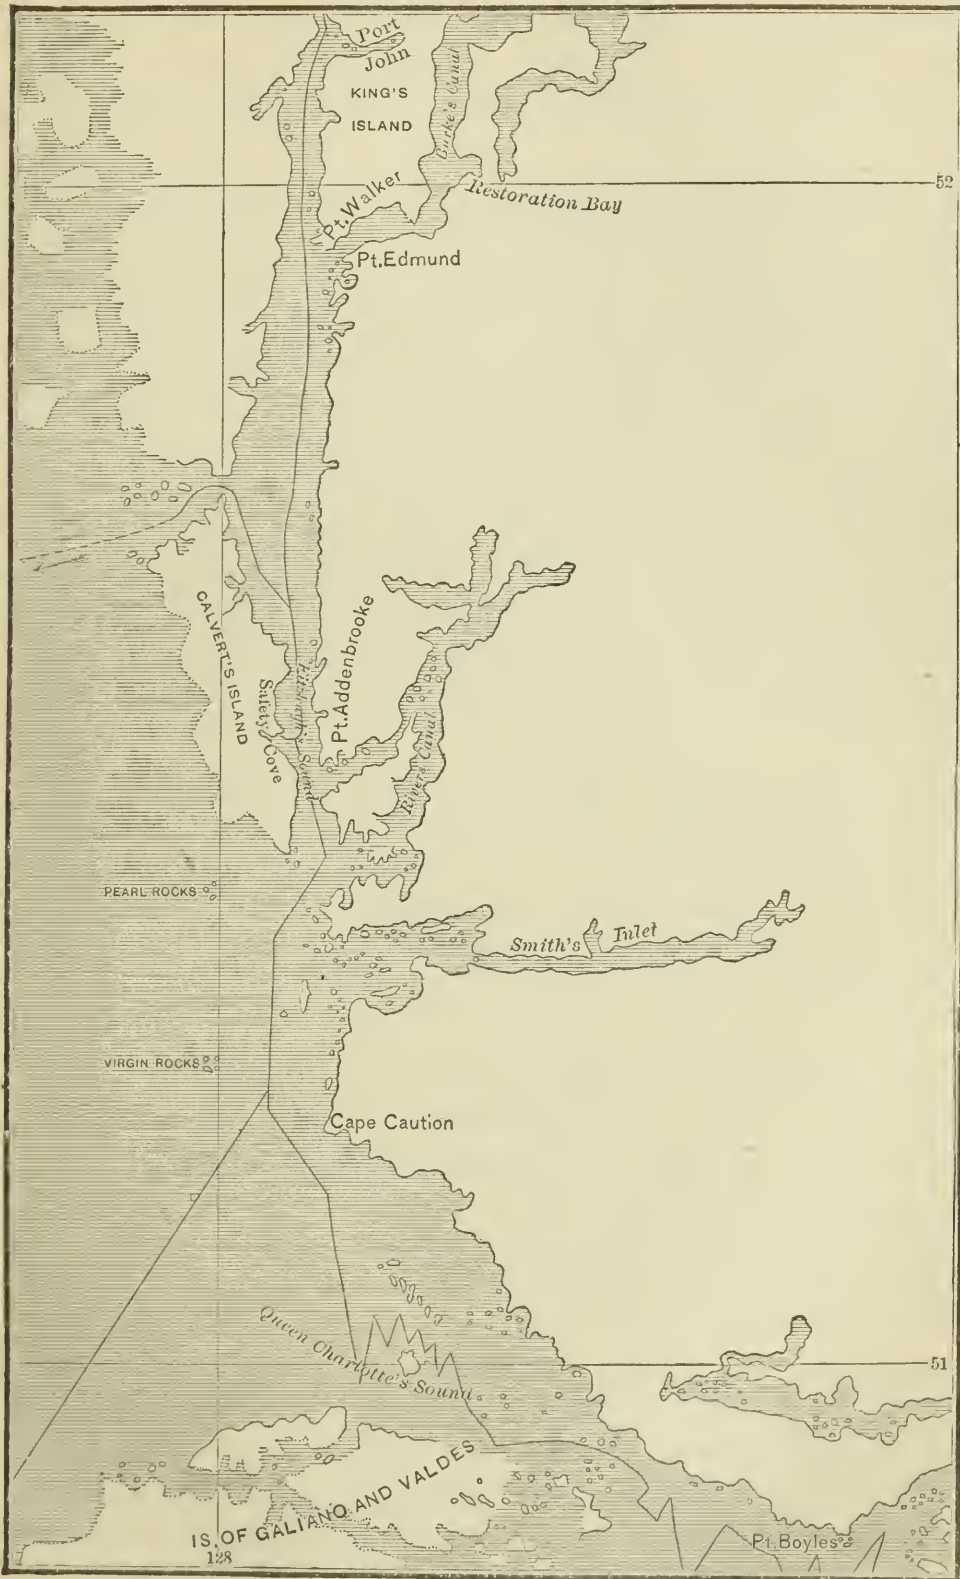 Port
John
KING'S
ISLAND
Burke's Canal
52
Restoration Bay
Pt. Walker
Pt. Edmund
CALVERT'S ISLAND
Safety Cove
Fitzhugh's Sound
Pt. Addenbrooke
Rivers Canal
PEARL ROCKS
Smith's Inlet
VIRGIN ROCKS
Cape Caution
Queen Charlotte's Sound
51
IS. OF GALIANO AND VALDES
128
Pt. Boyles